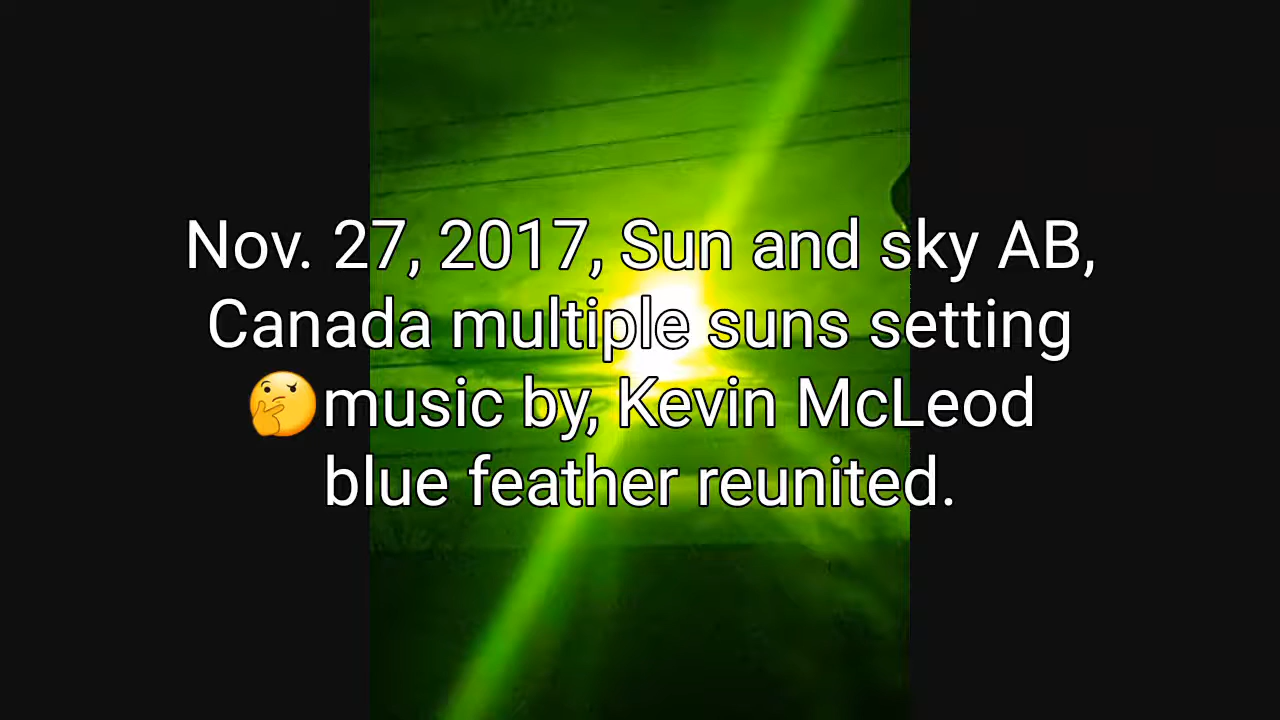 Nov. 27, 2017, Sun and sky AB,
Canada multiple suns setting
🤔music by, Kevin McLeod
blue feather reunited.